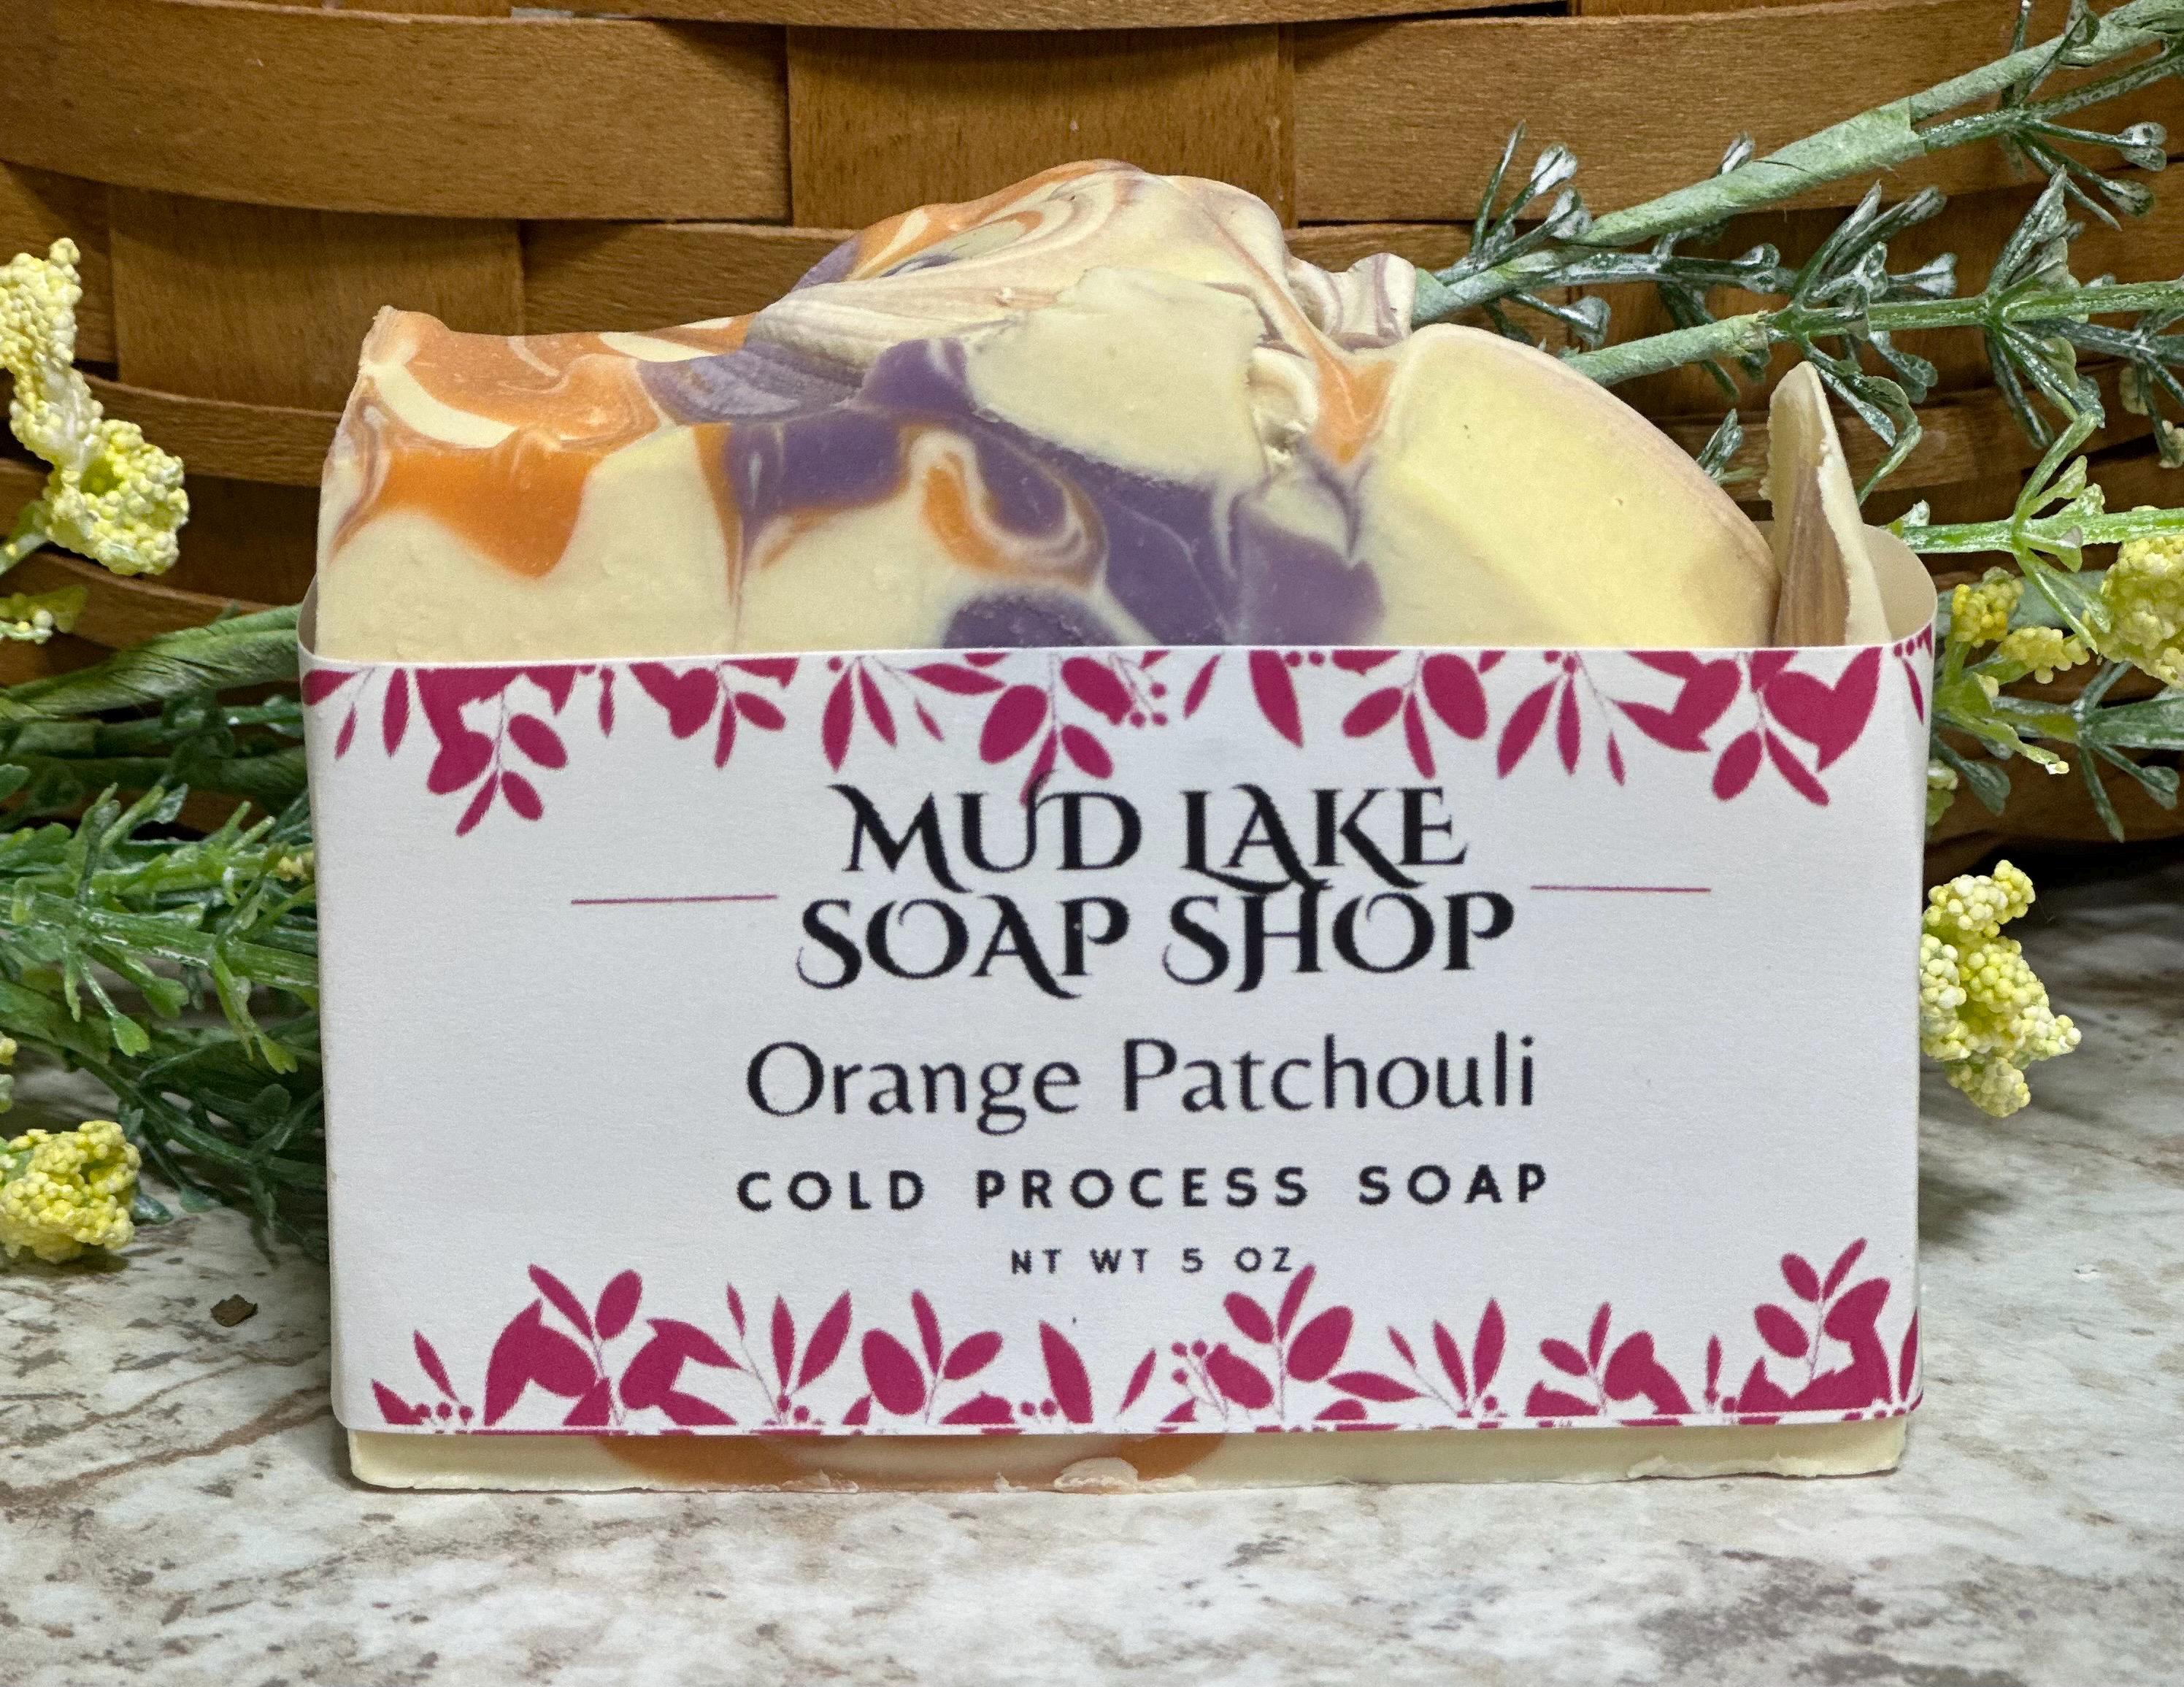 MUD LAKE
SOAP SHOP
Orange Patchouli
COLD PROCESS SOAP
NT WT 5 OZ